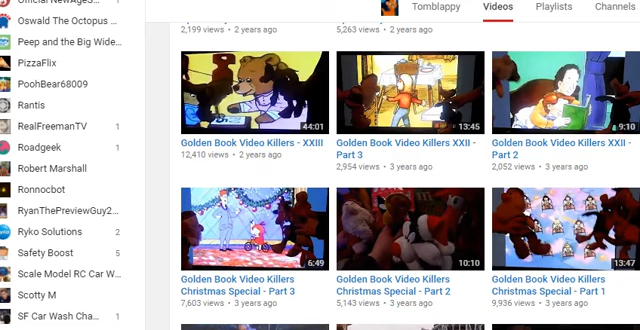 Official NewAgeS...
Oswald The Octopus ...
Peep and the Big Wide...
PizzaFlix
PoohBear68009
Rantis
RealFreemanTV 1
Roadgeek 1
Robert Marshall
Ronnocbot
RyanThePreviewGuy2...
Ryko Solutions 2
Safety Boost 5
Scale Model RC Car W...
Scotty M
SF Car Wash Cha... 1
Tomblappy Videos Playlists Channels
2,199 views • 2 years ago
5,263 views • 2 years ago
44:01
Golden Book Video Killers - XXIII
12,410 views • 2 years ago
13:45
Golden Book Video Killers XXII -
Part 3
2,954 views • 3 years ago
9:10
Golden Book Video Killers XXII -
Part 2
2,052 views • 3 years ago
6:49
Golden Book Video Killers
Christmas Special - Part 3
7,603 views • 3 years ago
10:10
Golden Book Video Killers
Christmas Special - Part 2
5,143 views • 3 years ago
13:47
Golden Book Video Killers
Christmas Special - Part 1
9,936 views • 3 years ago